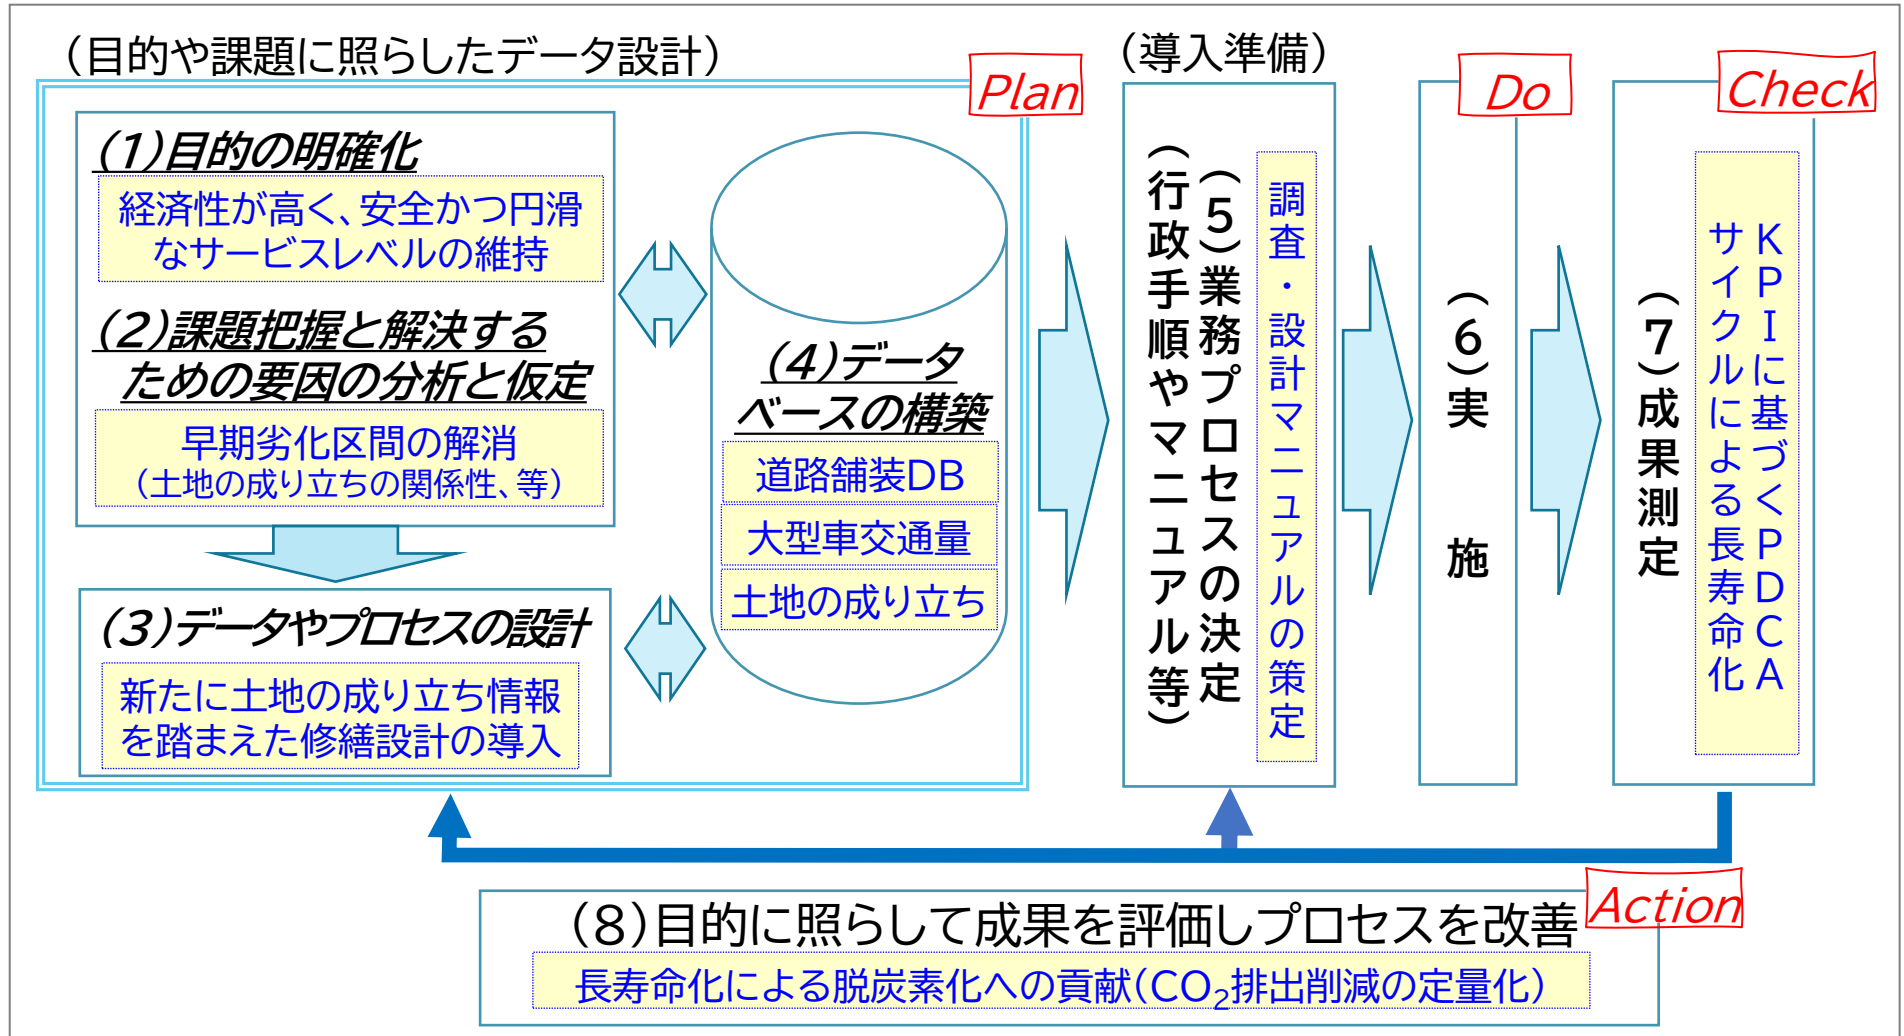 （目的や課題に照らしたデータ設計）
Plan
(1)目的の明確化
経済性が高く、安全かつ円滑
なサービスレベルの維持
(2)課題把握と解決する
ための要因の分析と仮定
早期劣化区間の解消
（土地の成り立ちの関係性、等）
(3)データやプロセスの設計
新たに土地の成り立ち情報
を踏まえた修繕設計の導入
(4)データ
ベースの構築
道路舗装DB
大型車交通量
土地の成り立ち
（導入準備）
調査・設計マニュアルの策定
（５）業務プロセスの決定
（行政手順やマニュアル等）
Do
（６）実　施
Check
ＫＰＩに基づくＰＤＣＡ
サイクルによる長寿命化
（７）成果測定
Action
（８）目的に照らして成果を評価しプロセスを改善
長寿命化による脱炭素化への貢献（CO₂排出削減の定量化）